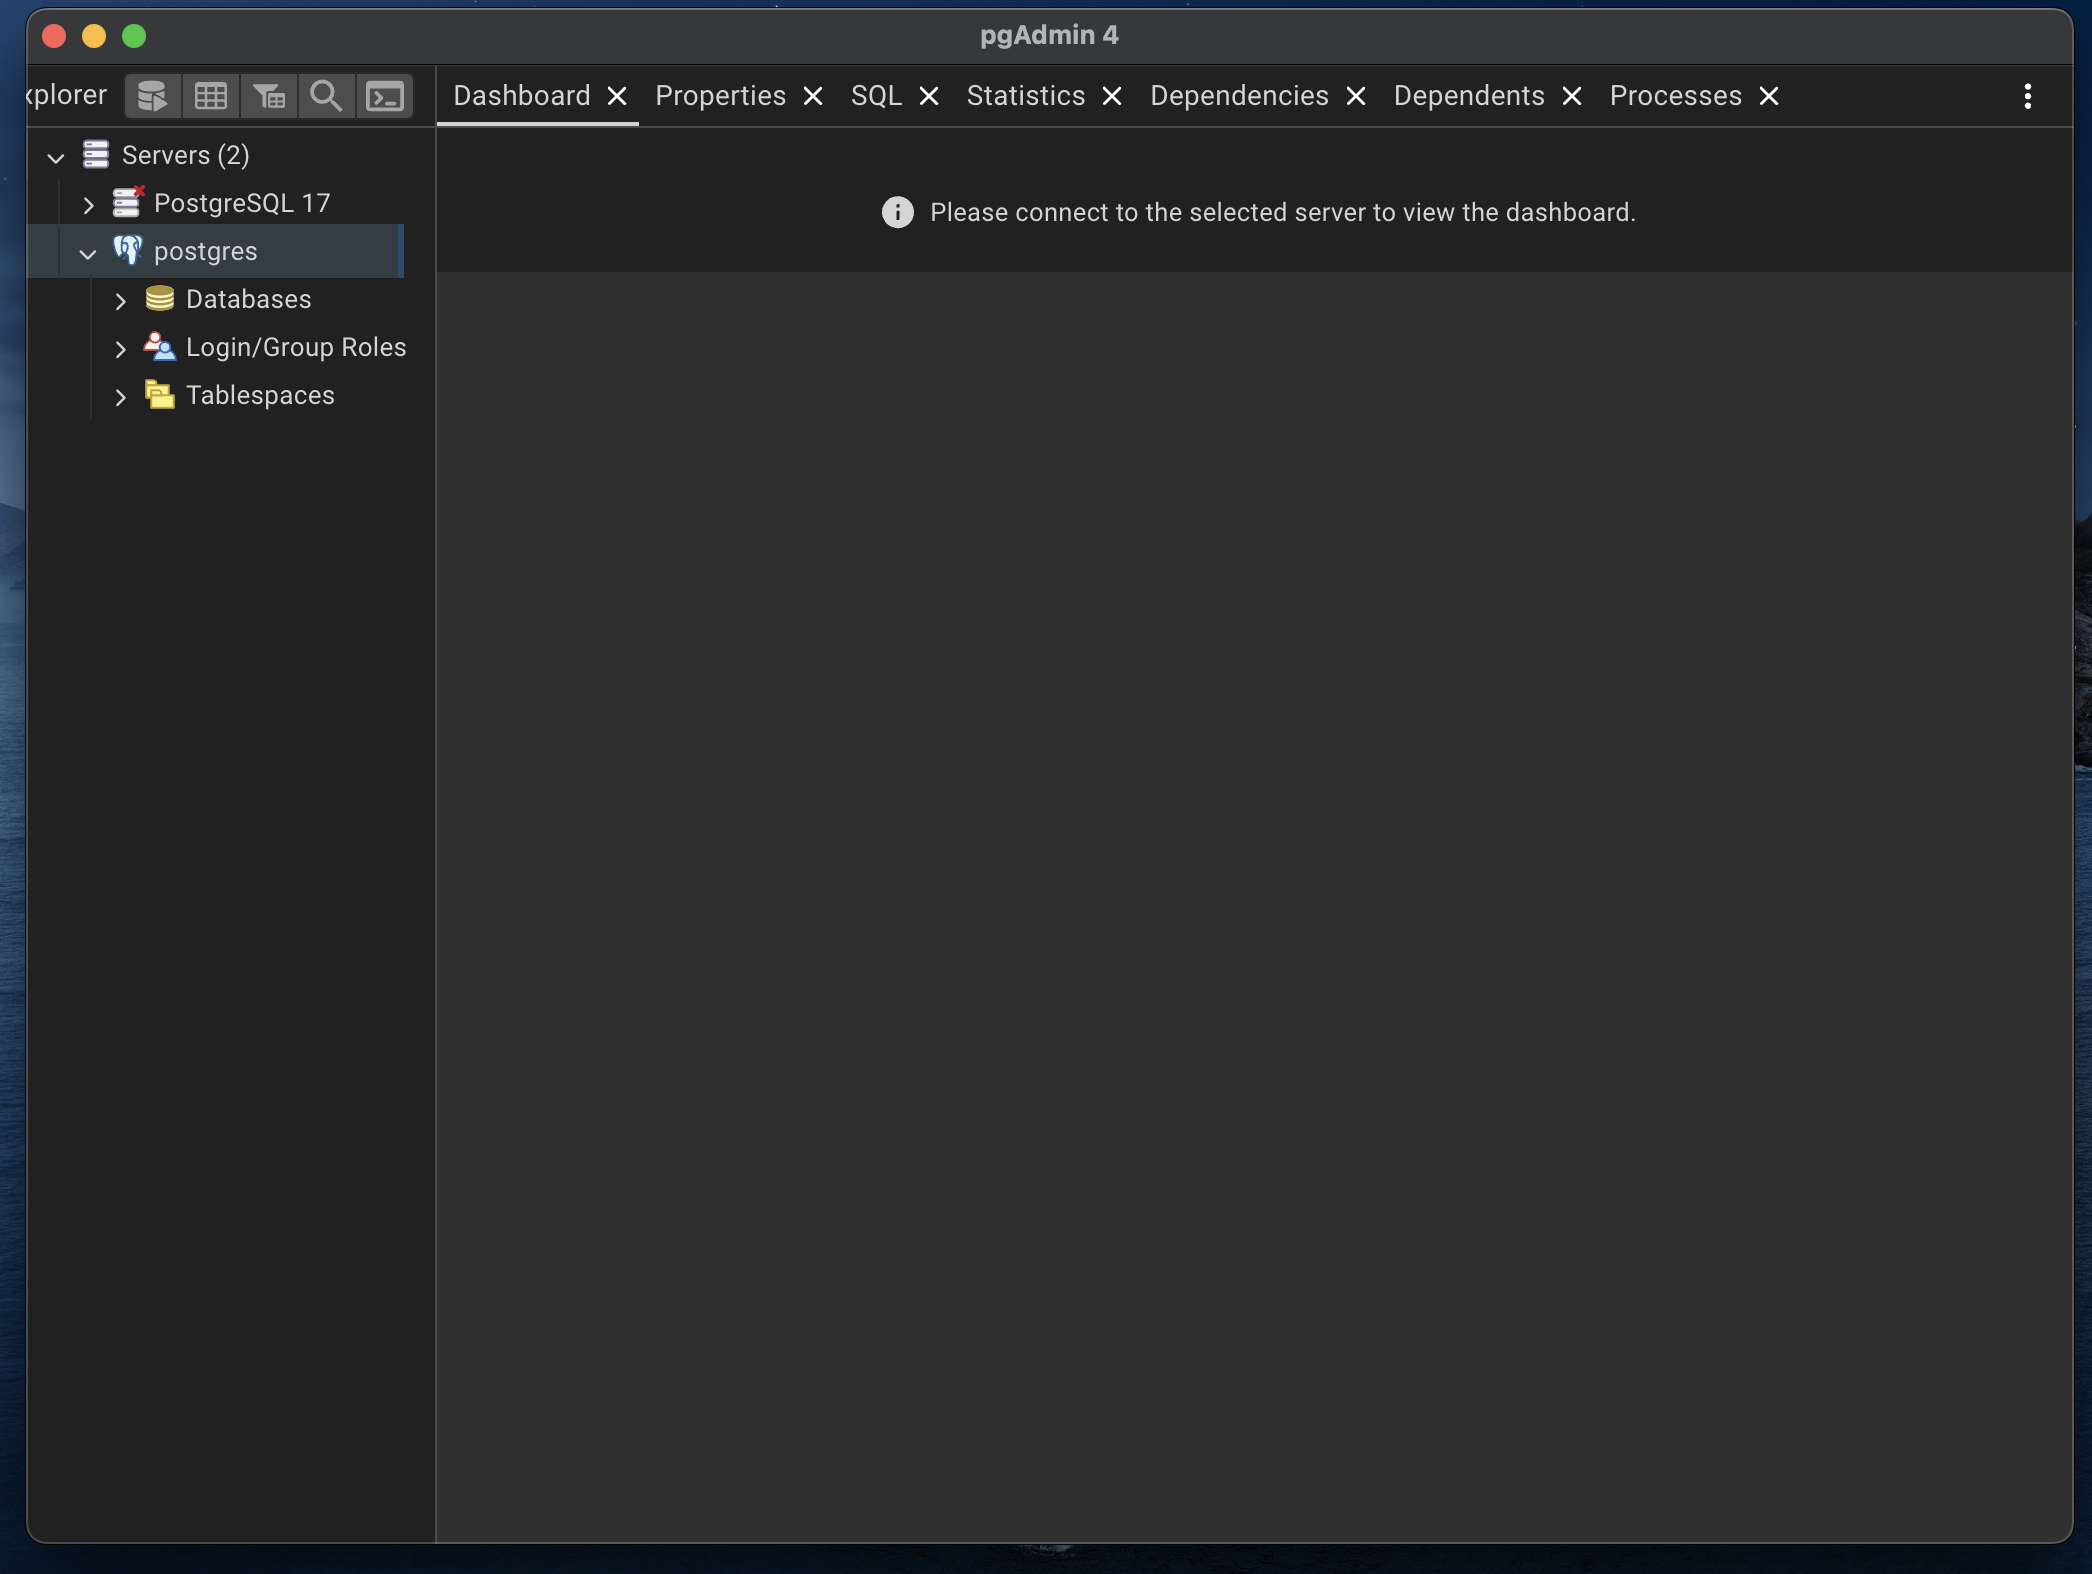 pgAdmin 4
xplorer
Dashboard Properties SQL Statistics Dependencies Dependents Processes
Servers (2)
PostgreSQL 17
Please connect to the selected server to view the dashboard.
postgres
Databases
Login/Group Roles
Tablespaces